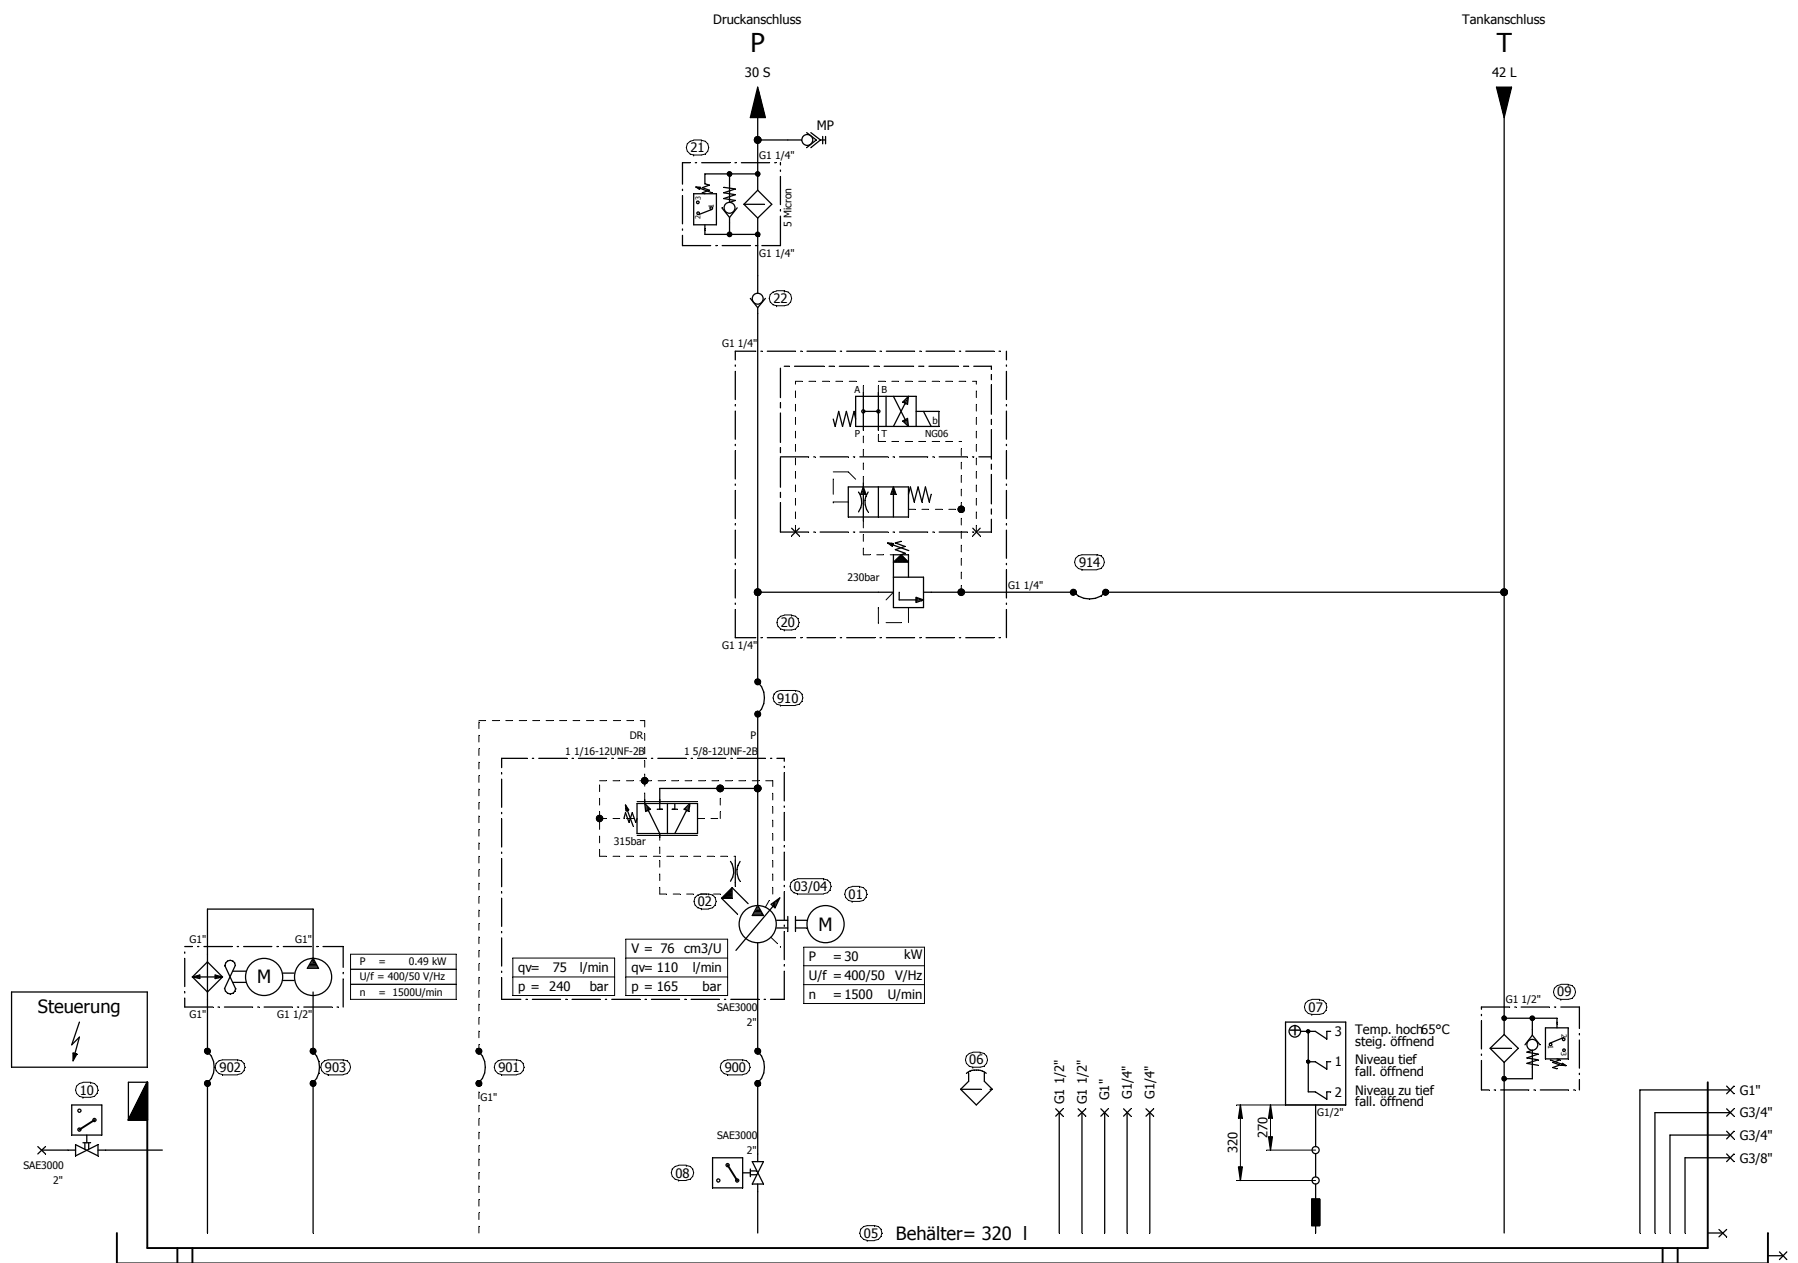 Druckanschluss
P
30 S
Tankanschluss
T
42 L
MP
21
G1 1/4"
5 Micron
3
2
G1 1/4"
22
G1 1/4"
A
B
b
P
T
NG06
230bar
G1 1/4"
914
20
G1 1/4"
910
DR
P
1 1/16-12UNF-2B
1 5/8-12UNF-2B
315bar
03/04
01
02
M
V = 76 cm3/U
qv= 110 l/min
p = 165 bar
qv= 75 l/min
p = 240 bar
P = 30 kW
U/f = 400/50 V/Hz
n = 1500 U/min
G1"
G1"
M
P = 0.49 kW
U/f = 400/50 V/Hz
n = 1500U/min
G1"
G1 1/2"
Steuerung
SAE3000
2"
902
903
901
900
G1"
10
SAE3000
2"
SAE3000
2"
08
06
G1 1/2"
G1 1/2"
G1"
G1/4"
G1/4"
07
3
1
2
Temp. hoch65°C
steig. öffnend
Niveau tief
fall. öffnend
Niveau zu tief
fall. öffnend
G1/2"
270
320
G1 1/2"
09
G1"
G3/4"
G3/4"
G3/8"
05
Behälter= 320 l